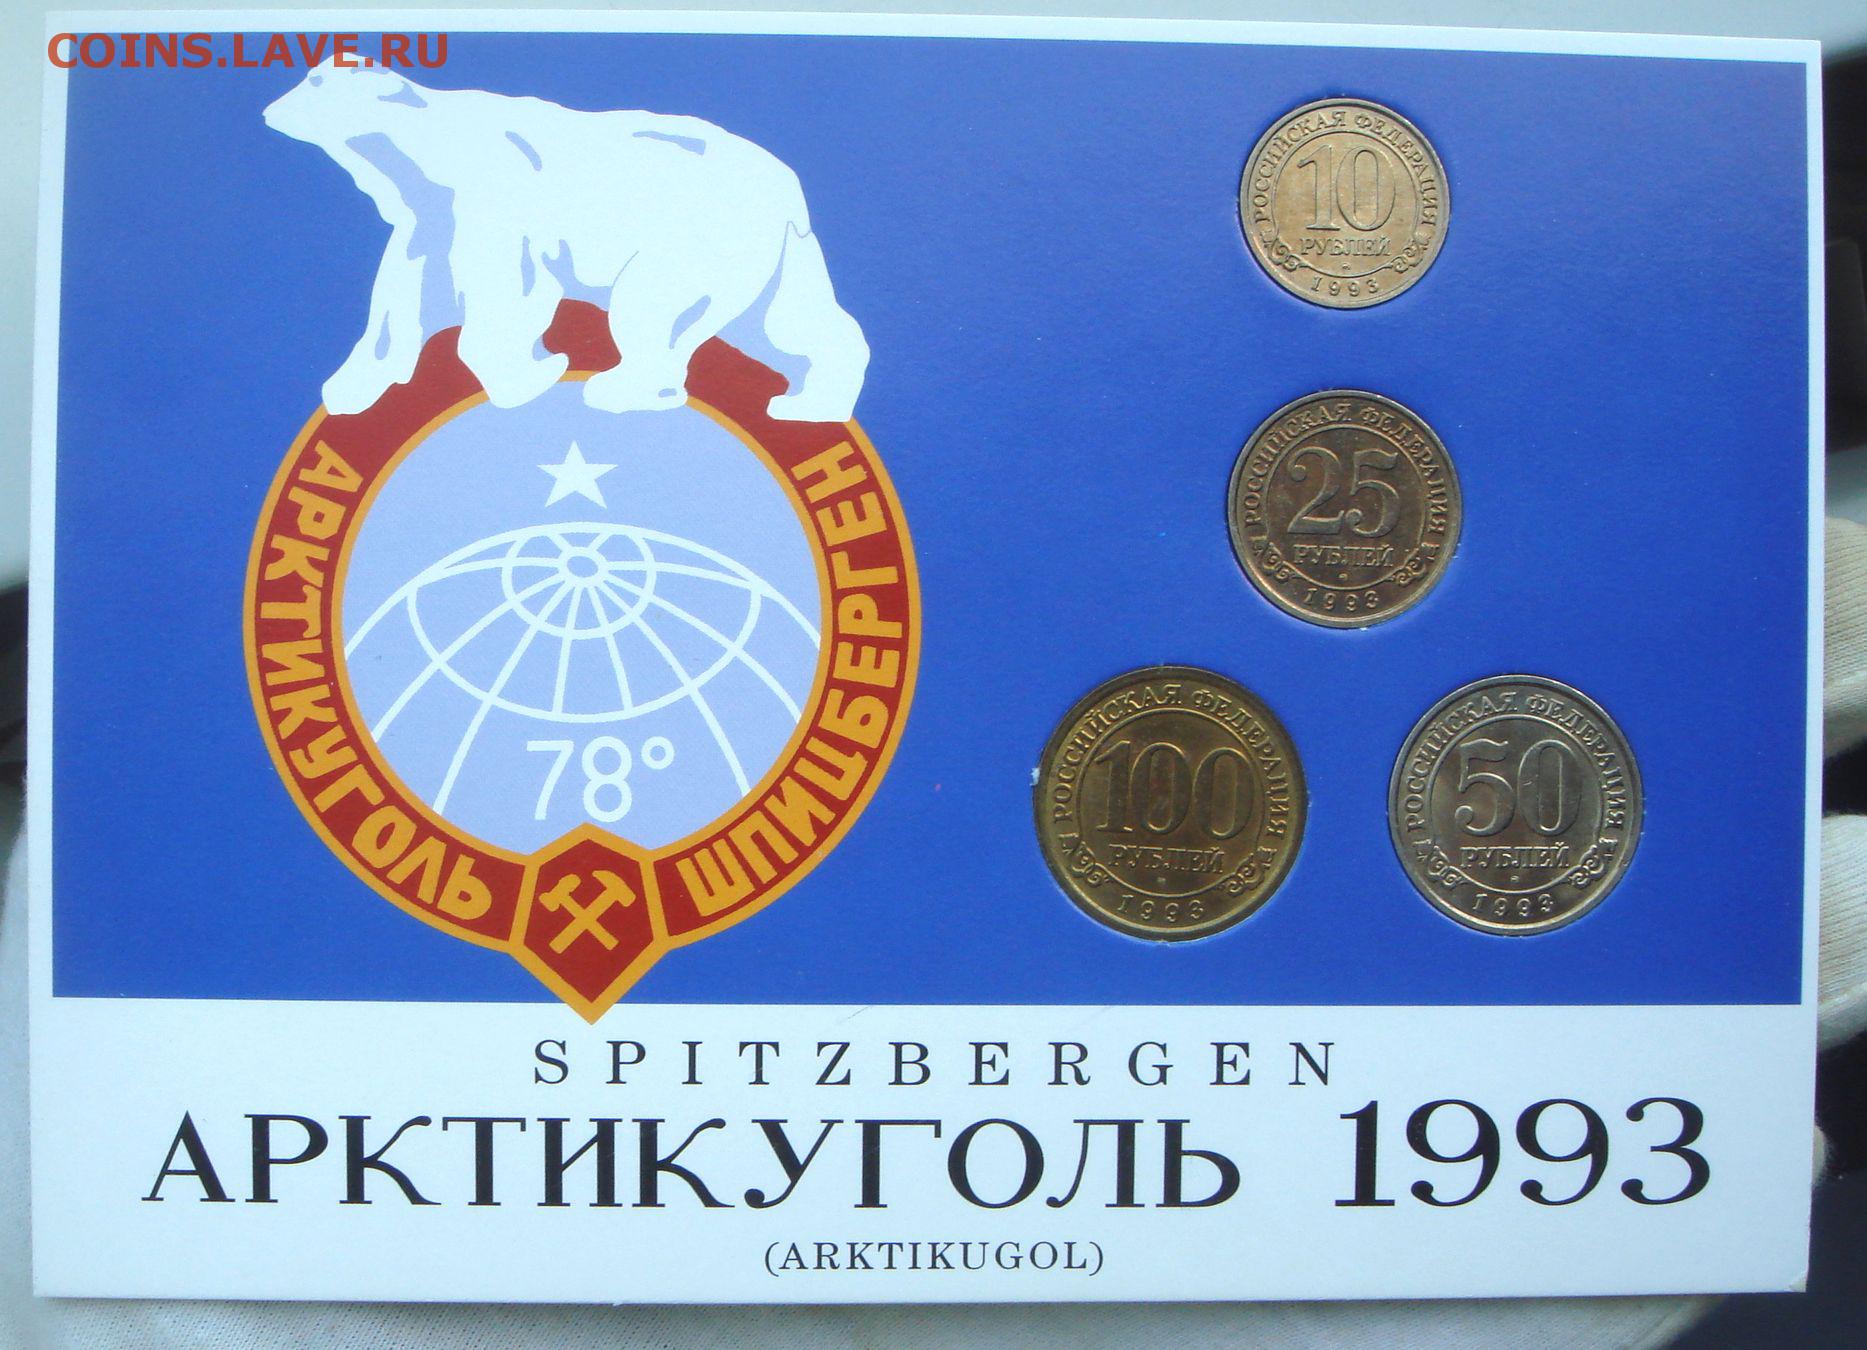 COINS.LAVE.RU
РОССИЙСКАЯ ФЕДЕРАЦИЯ
10
РУБЛЕЙ
1993
РОССИЙСКАЯ ФЕДЕРАЦИЯ
25
РУБЛЕЙ
1993
АРКТИКУГОЛЬ ШПИЦБЕРГЕН
78°
РОССИЙСКАЯ ФЕДЕРАЦИЯ
100
РУБЛЕЙ
1993
РОССИЙСКАЯ ФЕДЕРАЦИЯ
50
РУБЛЕЙ
1993
SPITZBERGEN
АРКТИКУГОЛЬ 1993
(ARKTIKUGOL)